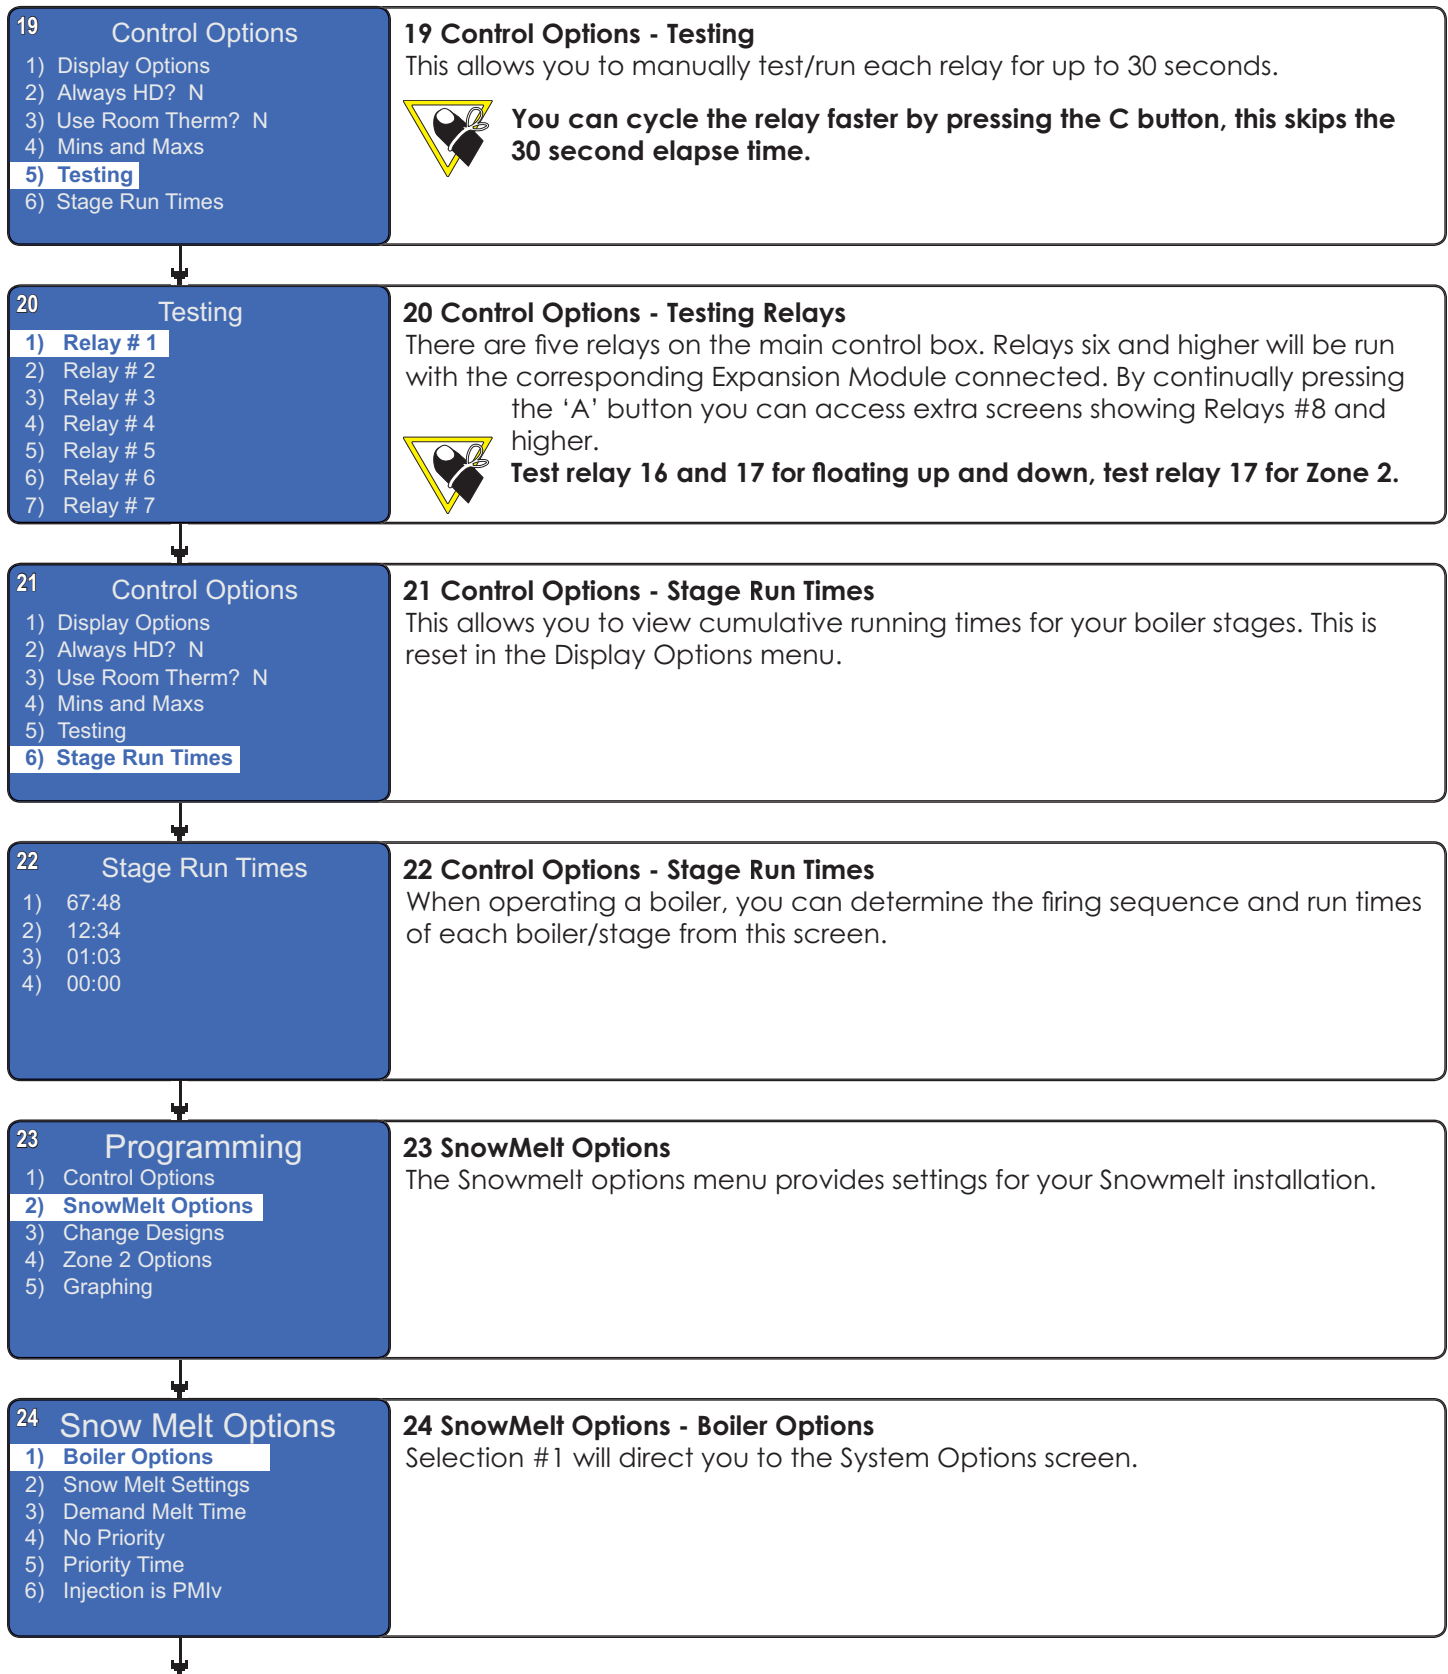 19
Control Options
1) Display Options
2) Always HD? N
3) Use Room Therm? N
4) Mins and Maxs
5) Testing
6) Stage Run Times
19 Control Options - Testing
This allows you to manually test/run each relay for up to 30 seconds.
You can cycle the relay faster by pressing the C button, this skips the
30 second elapse time.
20
Testing
1) Relay # 1
2) Relay # 2
3) Relay # 3
4) Relay # 4
5) Relay # 5
6) Relay # 6
7) Relay # 7
20 Control Options - Testing Relays
There are five relays on the main control box. Relays six and higher will be run
with the corresponding Expansion Module connected. By continually pressing
the ‘A’ button you can access extra screens showing Relays #8 and
higher.
Test relay 16 and 17 for floating up and down, test relay 17 for Zone 2.
21
Control Options
1) Display Options
2) Always HD? N
3) Use Room Therm? N
4) Mins and Maxs
5) Testing
6) Stage Run Times
21 Control Options - Stage Run Times
This allows you to view cumulative running times for your boiler stages. This is
reset in the Display Options menu.
22
Stage Run Times
1) 67:48
2) 12:34
3) 01:03
4) 00:00
22 Control Options - Stage Run Times
When operating a boiler, you can determine the firing sequence and run times
of each boiler/stage from this screen.
23
Programming
1) Control Options
2) SnowMelt Options
3) Change Designs
4) Zone 2 Options
5) Graphing
23 SnowMelt Options
The Snowmelt options menu provides settings for your Snowmelt installation.
24
Snow Melt Options
1) Boiler Options
2) Snow Melt Settings
3) Demand Melt Time
4) No Priority
5) Priority Time
6) Injection is PMIv
24 SnowMelt Options - Boiler Options
Selection #1 will direct you to the System Options screen.